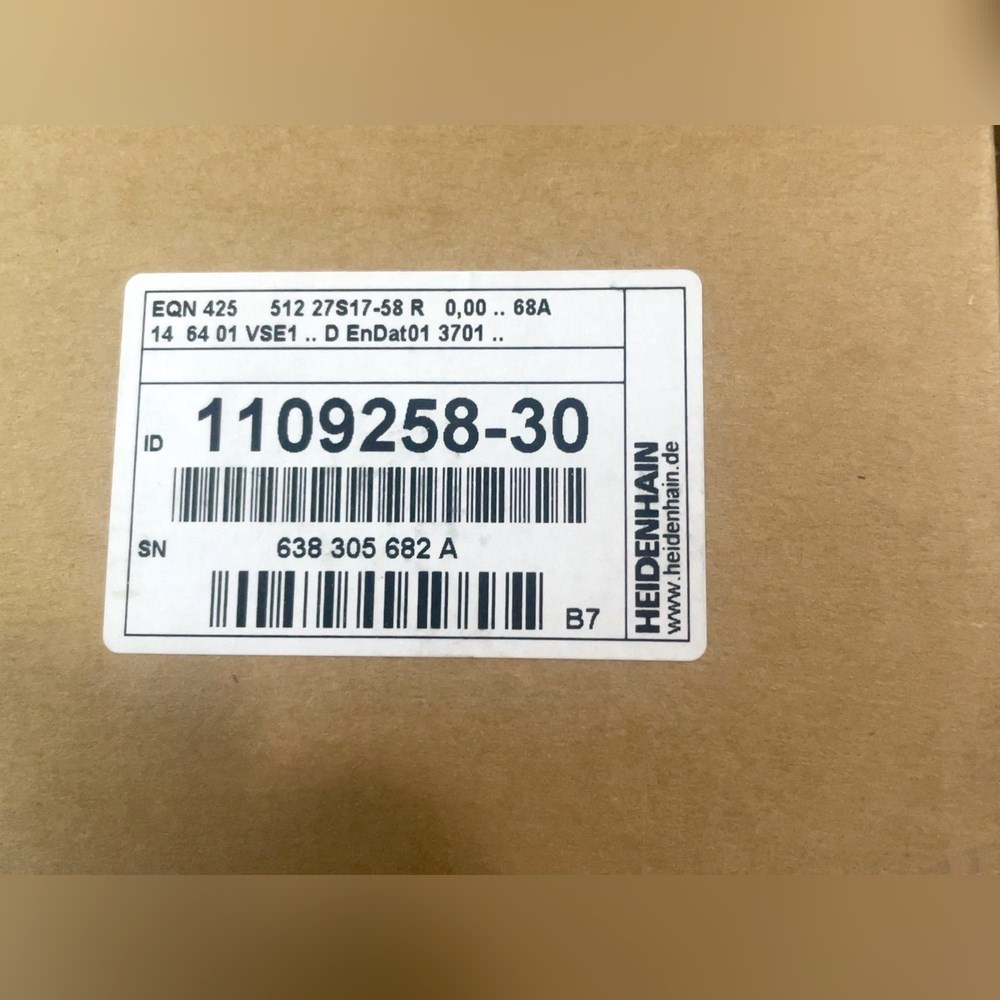 EQN 425 512 27S17-58 R 0,00 .. 68A
14 64 01 VSE1 .. D EnDat01 3701 ..
ID 1109258-30
SN 638 305 682 A
B7
HEIDENHAIN
www.heidenhain.de